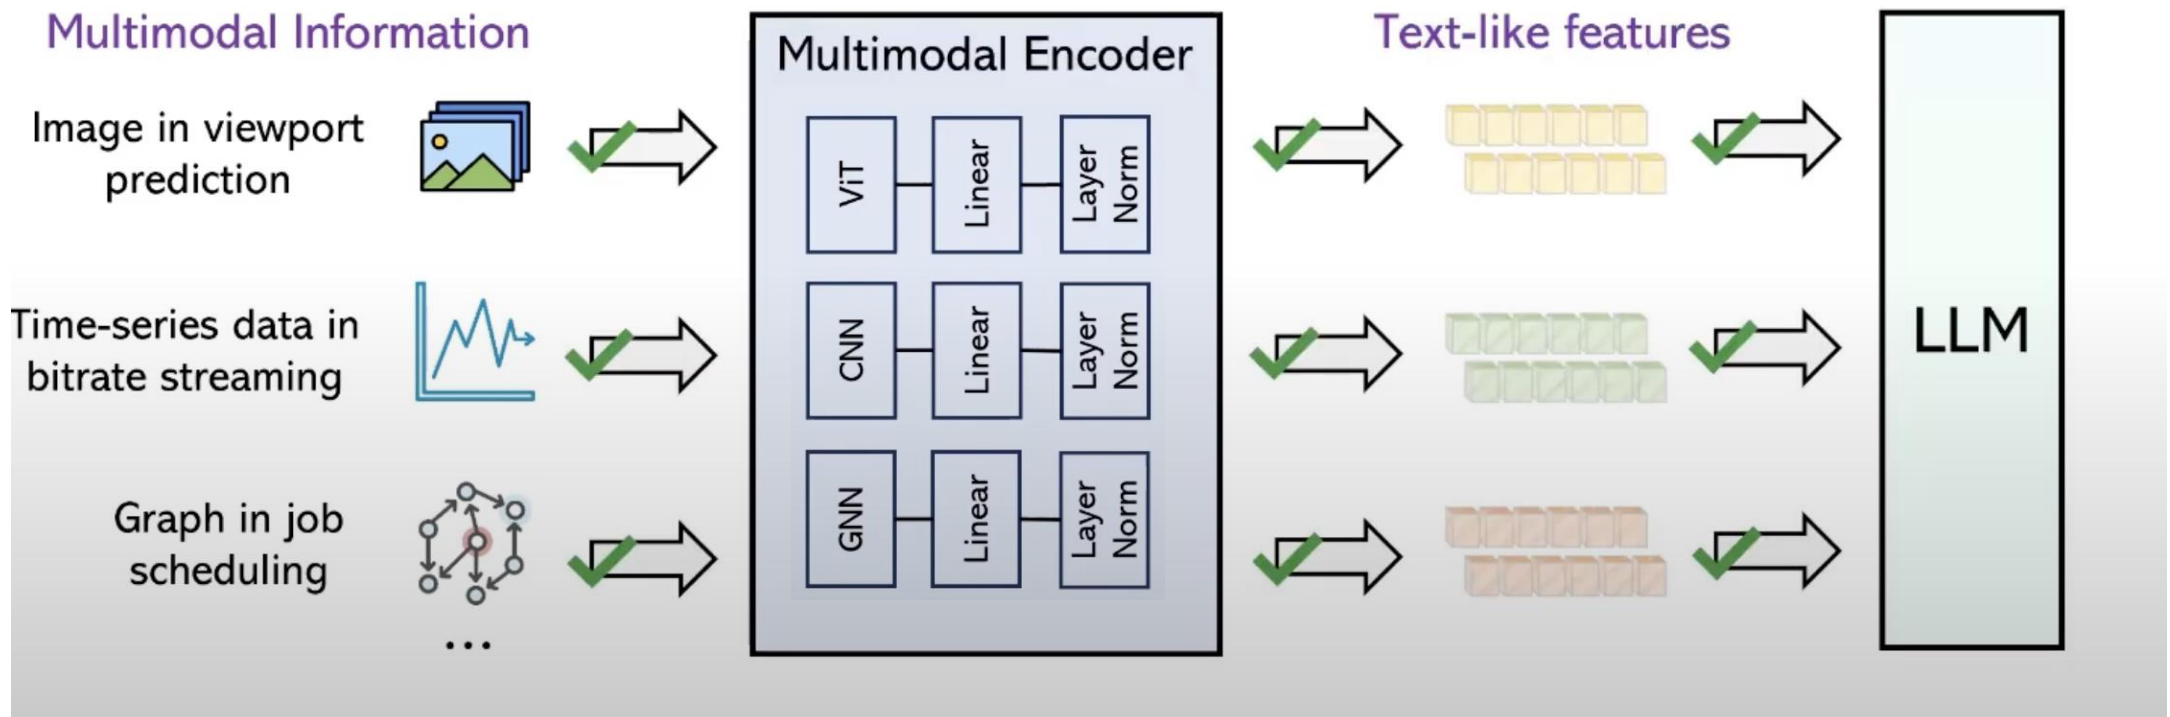 Multimodal Information
Multimodal Encoder
Text-like features
Image in viewport
prediction
ViT
Linear
Layer
Norm
Time-series data in
bitrate streaming
CNN
Linear
Layer
Norm
LLM
Graph in job
scheduling
GNN
Linear
Layer
Norm
...